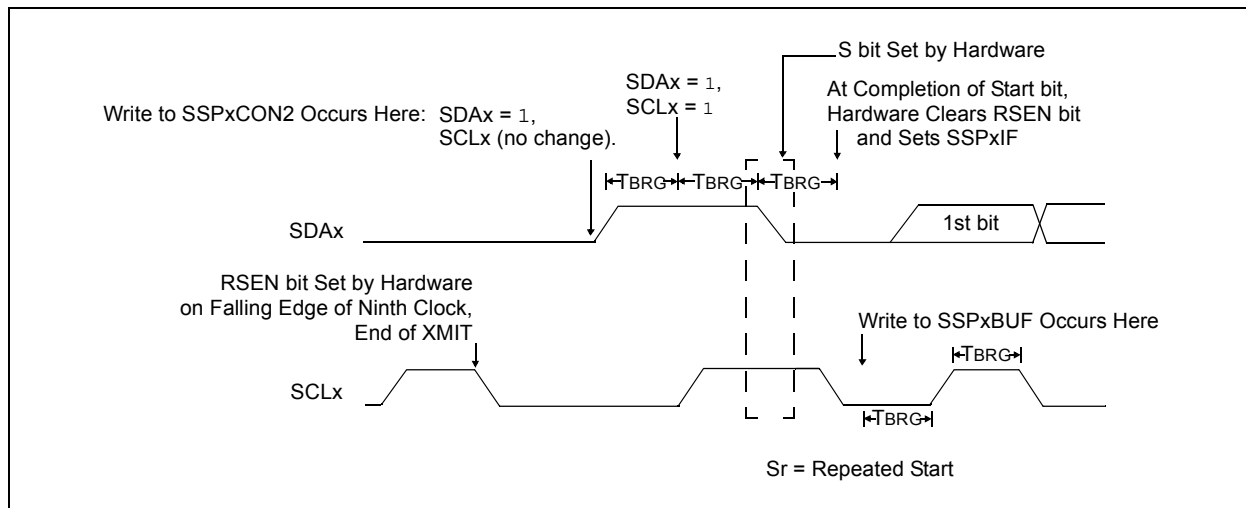 S bit Set by Hardware
SDAx = 1,
SCLx = 1
At Completion of Start bit,
Hardware Clears RSEN bit
and Sets SSPxIF
Write to SSPxCON2 Occurs Here:
SDAx = 1,
SCLx (no change).
TBRG
TBRG
TBRG
SDAx
1st bit
RSEN bit Set by Hardware
on Falling Edge of Ninth Clock,
End of XMIT
Write to SSPxBUF Occurs Here
TBRG
SCLx
TBRG
Sr = Repeated Start